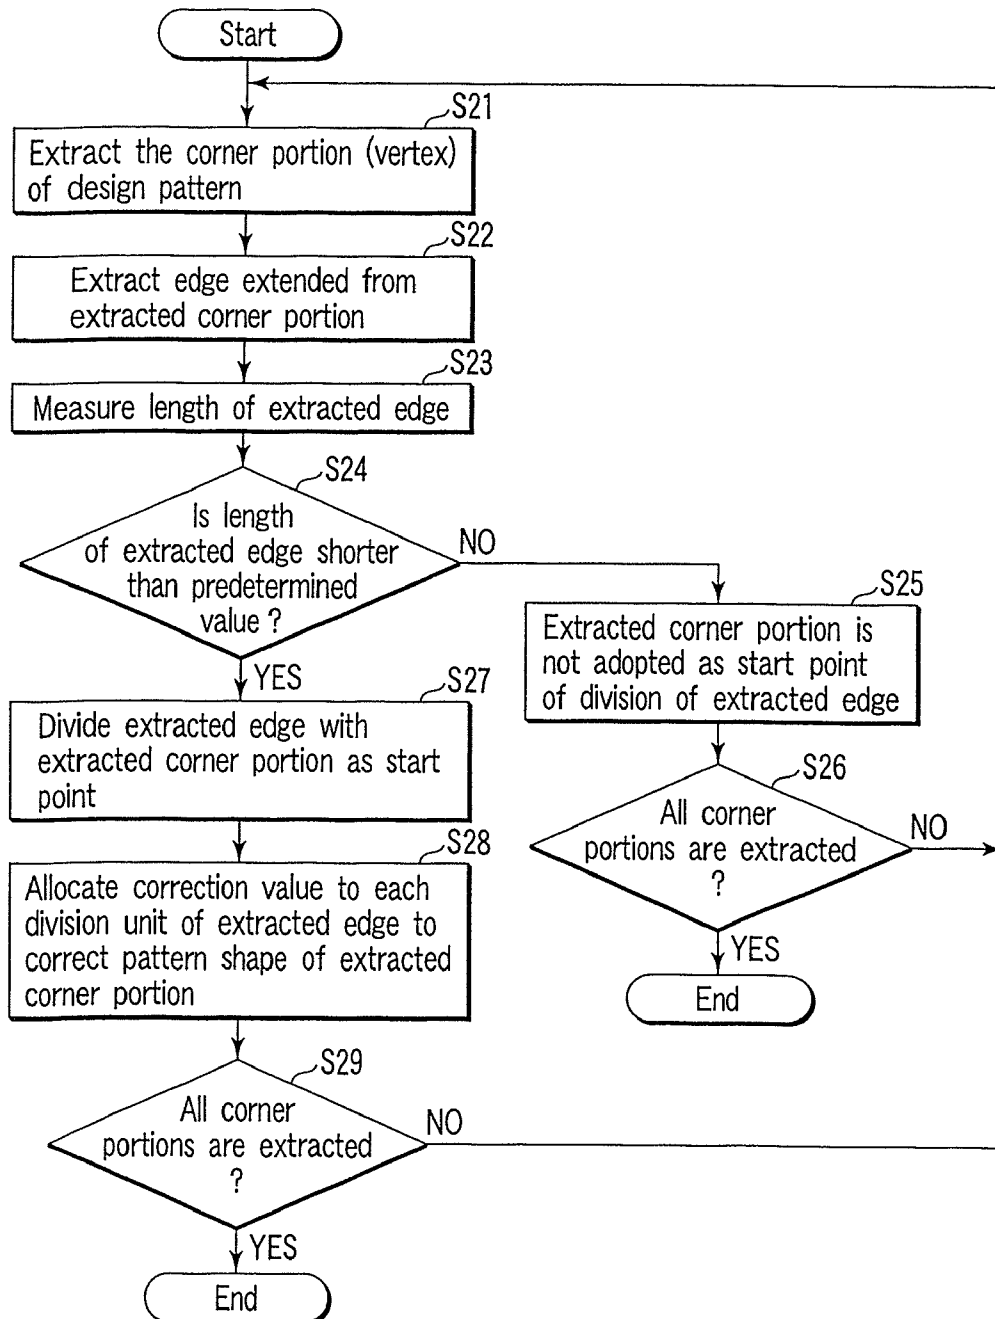 Start
S21
Extract the corner portion (vertex)
of design pattern
S22
Extract edge extended from
extracted corner portion
S23
Measure length of extracted edge
S24
Is length
of extracted edge shorter
than predetermined
value ?
NO
YES
S25
Extracted corner portion is
not adopted as start point
of division of extracted edge
S26
All corner
portions are extracted
?
NO
YES
End
S27
Divide extracted edge with
extracted corner portion as start
point
S28
Allocate correction value to each
division unit of extracted edge to
correct pattern shape of extracted
corner portion
S29
All corner
portions are extracted
?
NO
YES
End